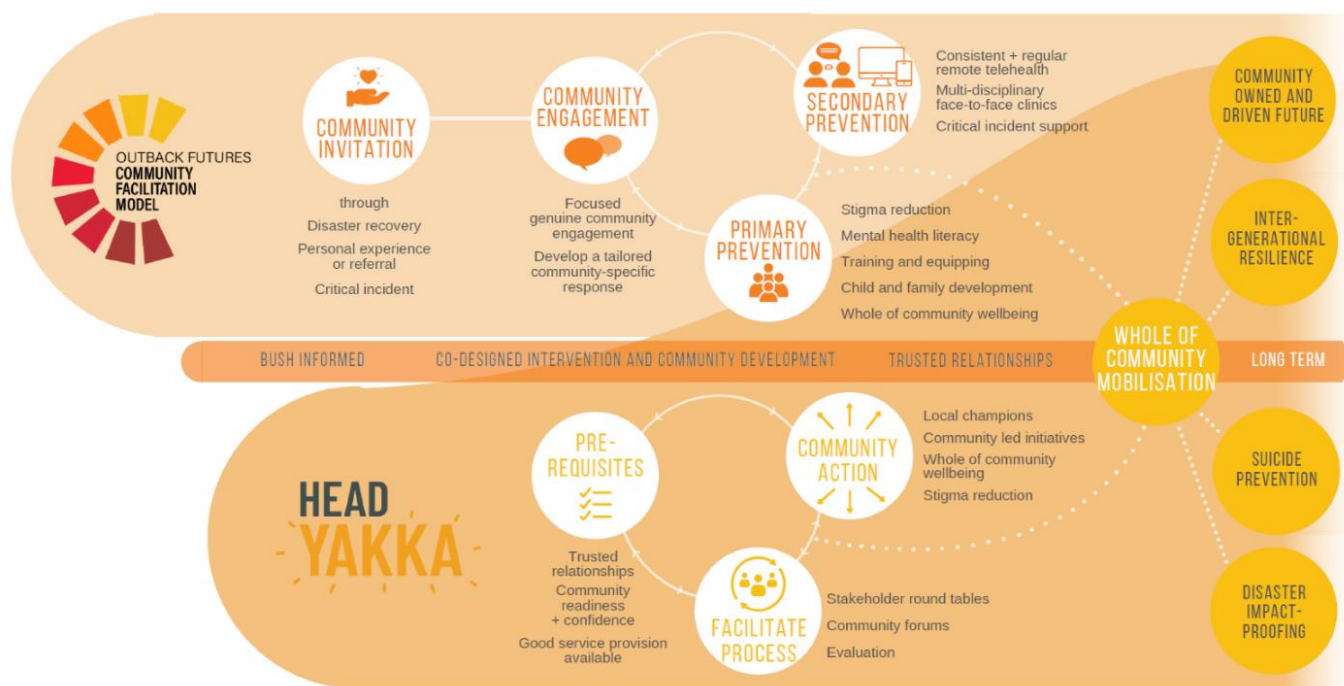 OUTBACK FUTURES
COMMUNITY
FACILITATION
MODEL
COMMUNITY
INVITATION
through
Disaster recovery
Personal experience
or referral
Critical incident
COMMUNITY
ENGAGEMENT
Focused
genuine community
engagement
Develop a tailored
community-specific
response
SECONDARY
PREVENTION
Consistent + regular
remote telehealth
Multi-disciplinary
face-to-face clinics
Critical incident support
PRIMARY
PREVENTION
Stigma reduction
Mental health literacy
Training and equipping
Child and family development
Whole of community wellbeing
COMMUNITY
OWNED AND
DRIVEN FUTURE
INTER-
GENERATIONAL
RESILIENCE
BUSH INFORMED
CO-DESIGNED INTERVENTION AND COMMUNITY DEVELOPMENT
TRUSTED RELATIONSHIPS
WHOLE OF
COMMUNITY
MOBILISATION
LONG TERM
HEAD
YAKKA
PRE-
REQUISITES
Trusted
relationships
Community
readiness
+ confidence
Good service provision
available
COMMUNITY
ACTION
Local champions
Community led initiatives
Whole of community
wellbeing
Stigma reduction
FACILITATE
PROCESS
Stakeholder round tables
Community forums
Evaluation
SUICIDE
PREVENTION
DISASTER
IMPACT-
PROOFING